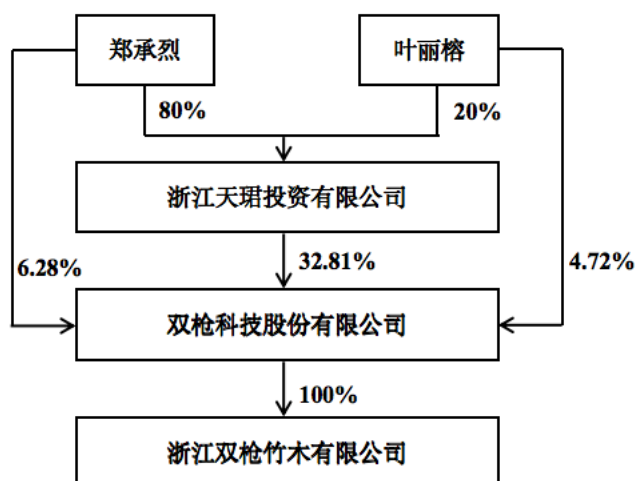 郑承烈
叶丽榕
80%
20%
浙江天珺投资有限公司
6.28%
32.81%
4.72%
双枪科技股份有限公司
100%
浙江双枪竹木有限公司